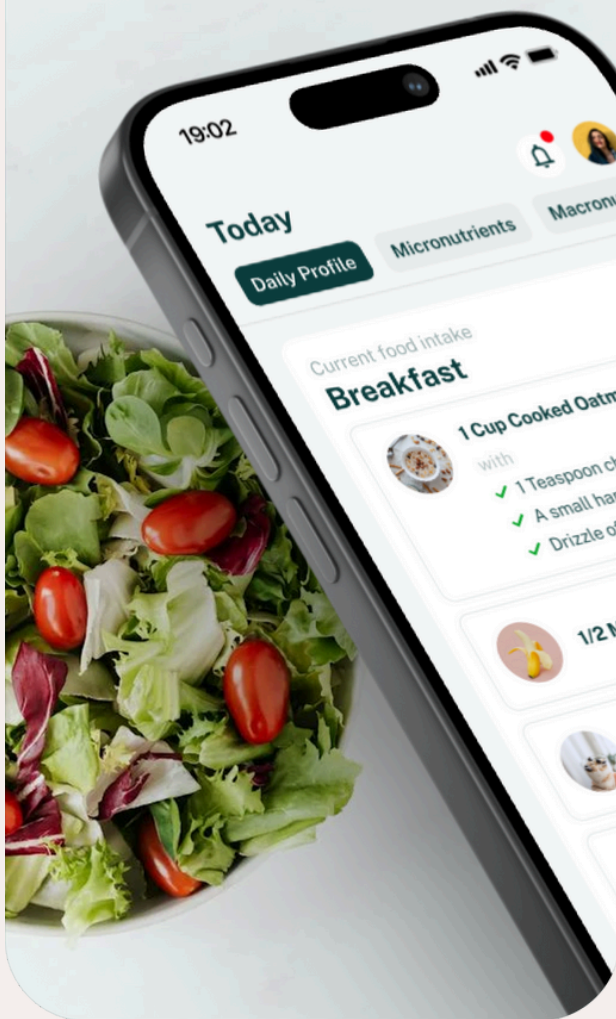 19:02
Today
Daily Profile
Micronutrients
Current food intake
Breakfast
1 Cup Cooked
with
1 Teaspoon
A small
Drizzle
1/2